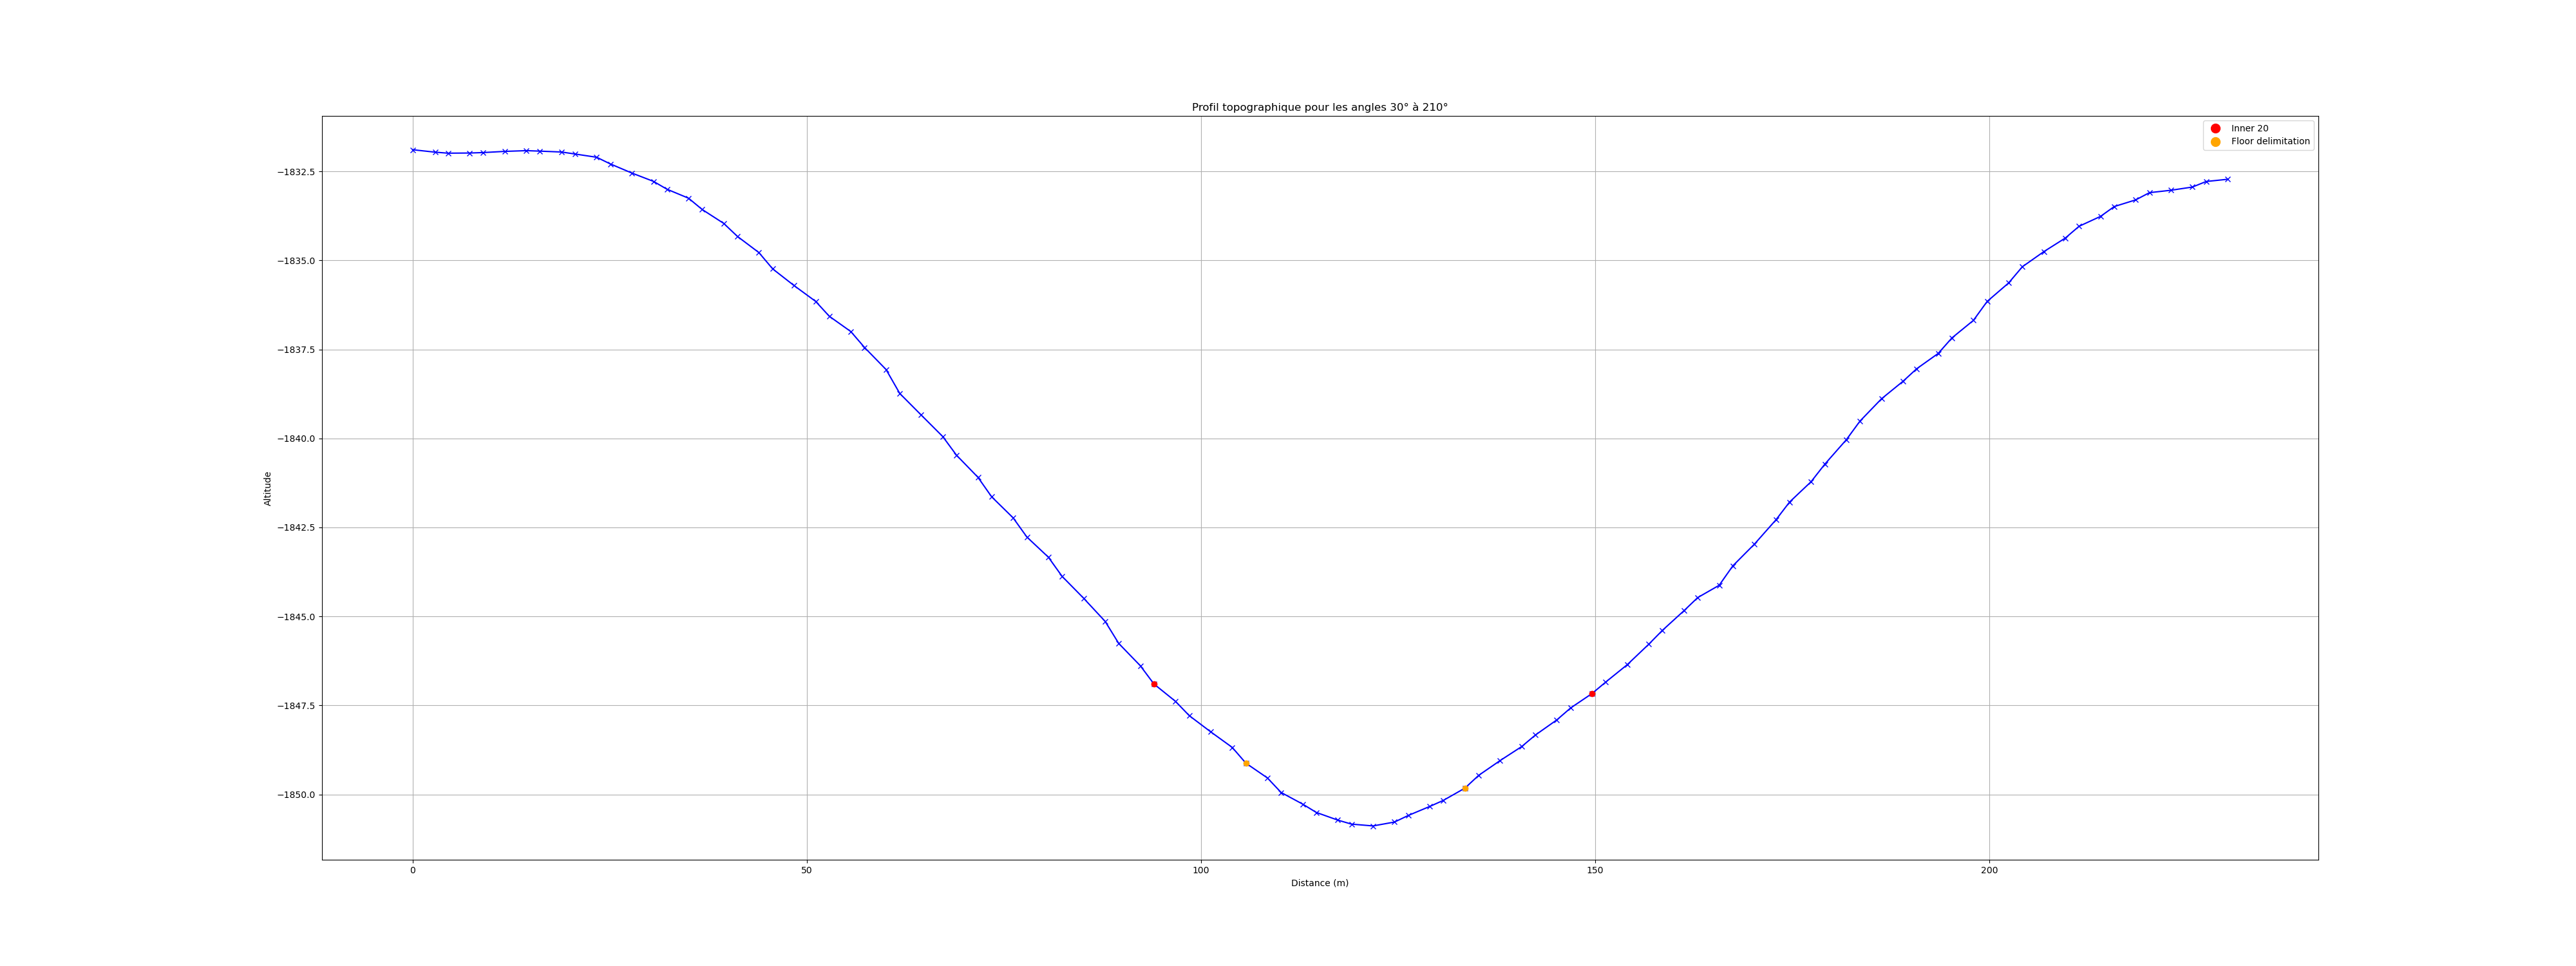 Profil topographique pour les angles 30° à 210°
Inner 20
Floor delimitation
−1832.5
−1835.0
−1837.5
−1840.0
−1842.5
−1845.0
−1847.5
−1850.0
Altitude
0 50 100 150 200
Distance (m)